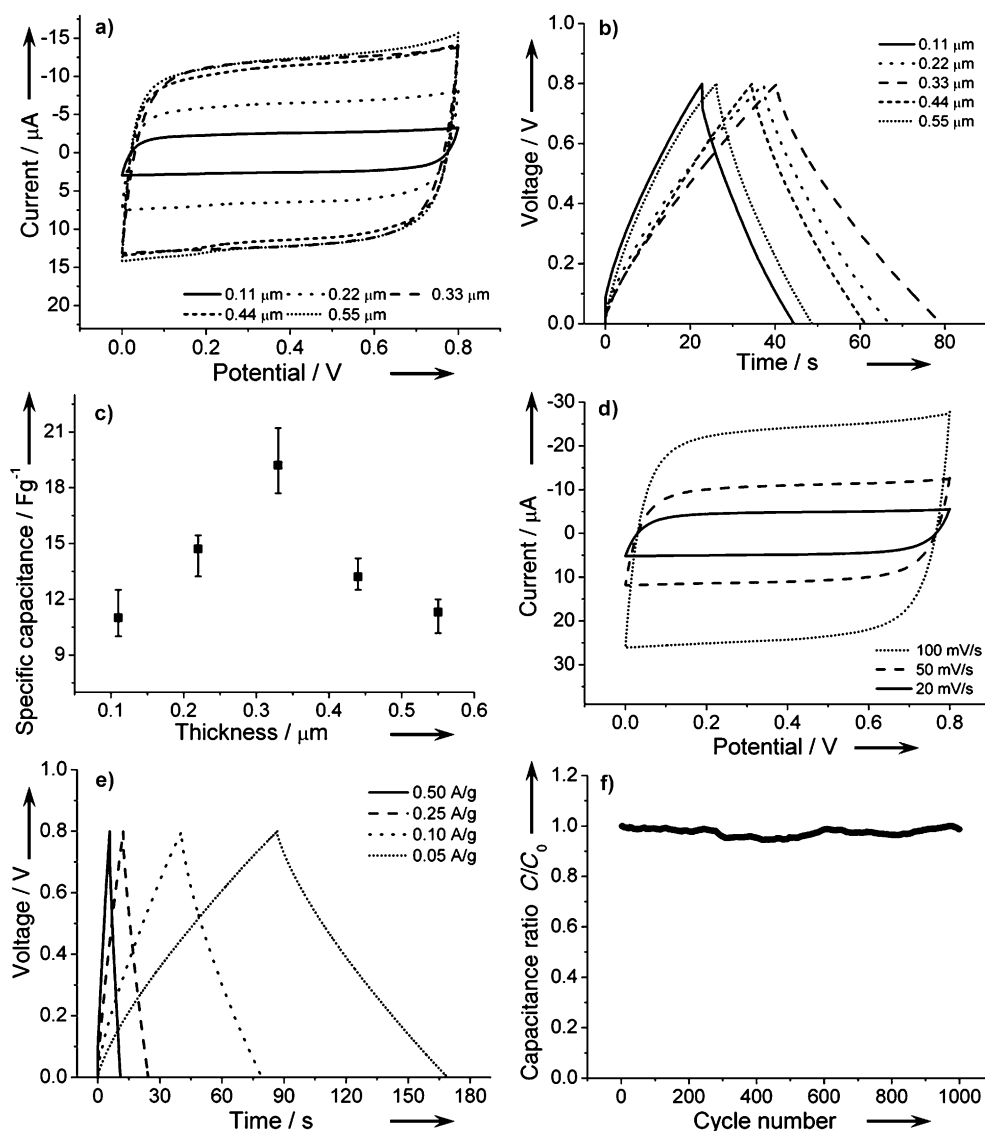 a)
-15
-10
-5
0
5
10
15
20
Current / µA
0.11 µm
0.22 µm
0.33 µm
0.44 µm
0.55 µm
0.0
0.2
0.4
0.6
0.8
Potential / V
b)
0.8
0.6
0.4
0.2
0.0
Voltage / V
0.11 µm
0.22 µm
0.33 µm
0.44 µm
0.55 µm
0
20
40
60
80
Time / s
c)
21
18
15
12
9
Specific capacitance / Fg⁻¹
0.1
0.2
0.3
0.4
0.5
0.6
Thickness / µm
d)
-30
-20
-10
0
10
20
30
Current / µA
100 mV/s
50 mV/s
20 mV/s
0.0
0.2
0.4
0.6
0.8
Potential / V
e)
1.0
0.8
0.6
0.4
0.2
0.0
Voltage / V
0.50 A/g
0.25 A/g
0.10 A/g
0.05 A/g
0
30
60
90
120
150
180
Time / s
f)
1.2
1.0
0.8
0.6
0.4
0.2
0.0
Capacitance ratio C/C₀
0
200
400
600
800
1000
Cycle number